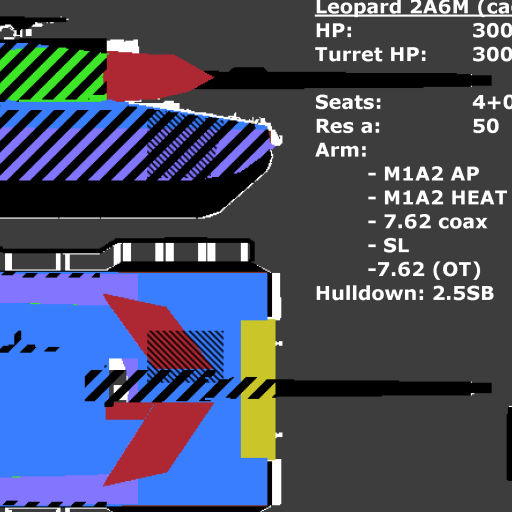 Leopard 2A6M (ca
HP: 300
Turret HP: 300
Seats: 4+0
Res a: 50
Arm:
- M1A2 AP
- M1A2 HEAT
- 7.62 coax
- SL
-7.62 (OT)
Hulldown: 2.5SB